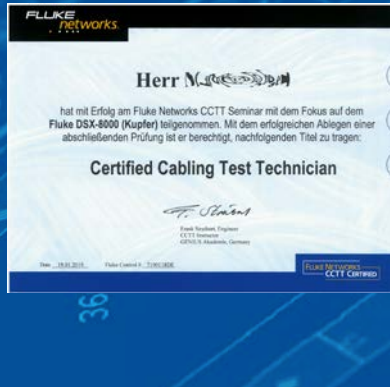 FLUKE
networks.
Herr
hat mit Erfolg am Fluke Networks CCTT Seminar mit dem Fokus auf dem
Fluke DSX-8000 (Kupfer) teilgenommen. Mit dem erfolgreichen Ablegen einer
abschließenden Prüfung ist er berechtigt, nachfolgenden Titel zu tragen:
Certified Cabling Test Technician
CCTT Instructor
GENIUS Akademie, Germany
FLUKE NETWORKS
CCTT CERTIFIED
36